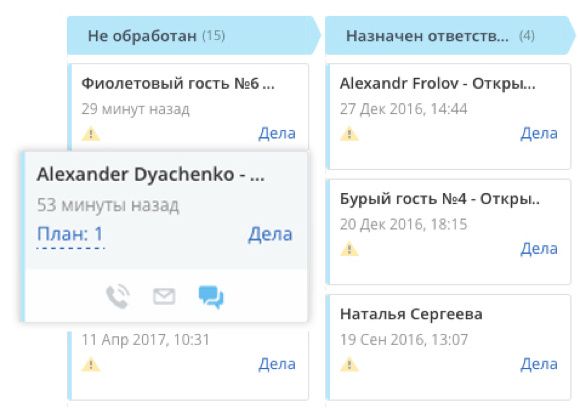 Не обработан (15)
Фиолетовый гость №6 ...
29 минут назад
Дела
Alexander Dyachenko - ...
53 минуты назад
План: 1 Дела
11 Апр 2017, 10:31
Дела
Назначен ответств... (4)
Alexandr Frolov - Откры...
27 Дек 2016, 14:44
Дела
Бурый гость №4 - Откры..
20 Дек 2016, 18:15
Дела
Наталья Сергеева
19 Сен 2016, 13:07
Дела